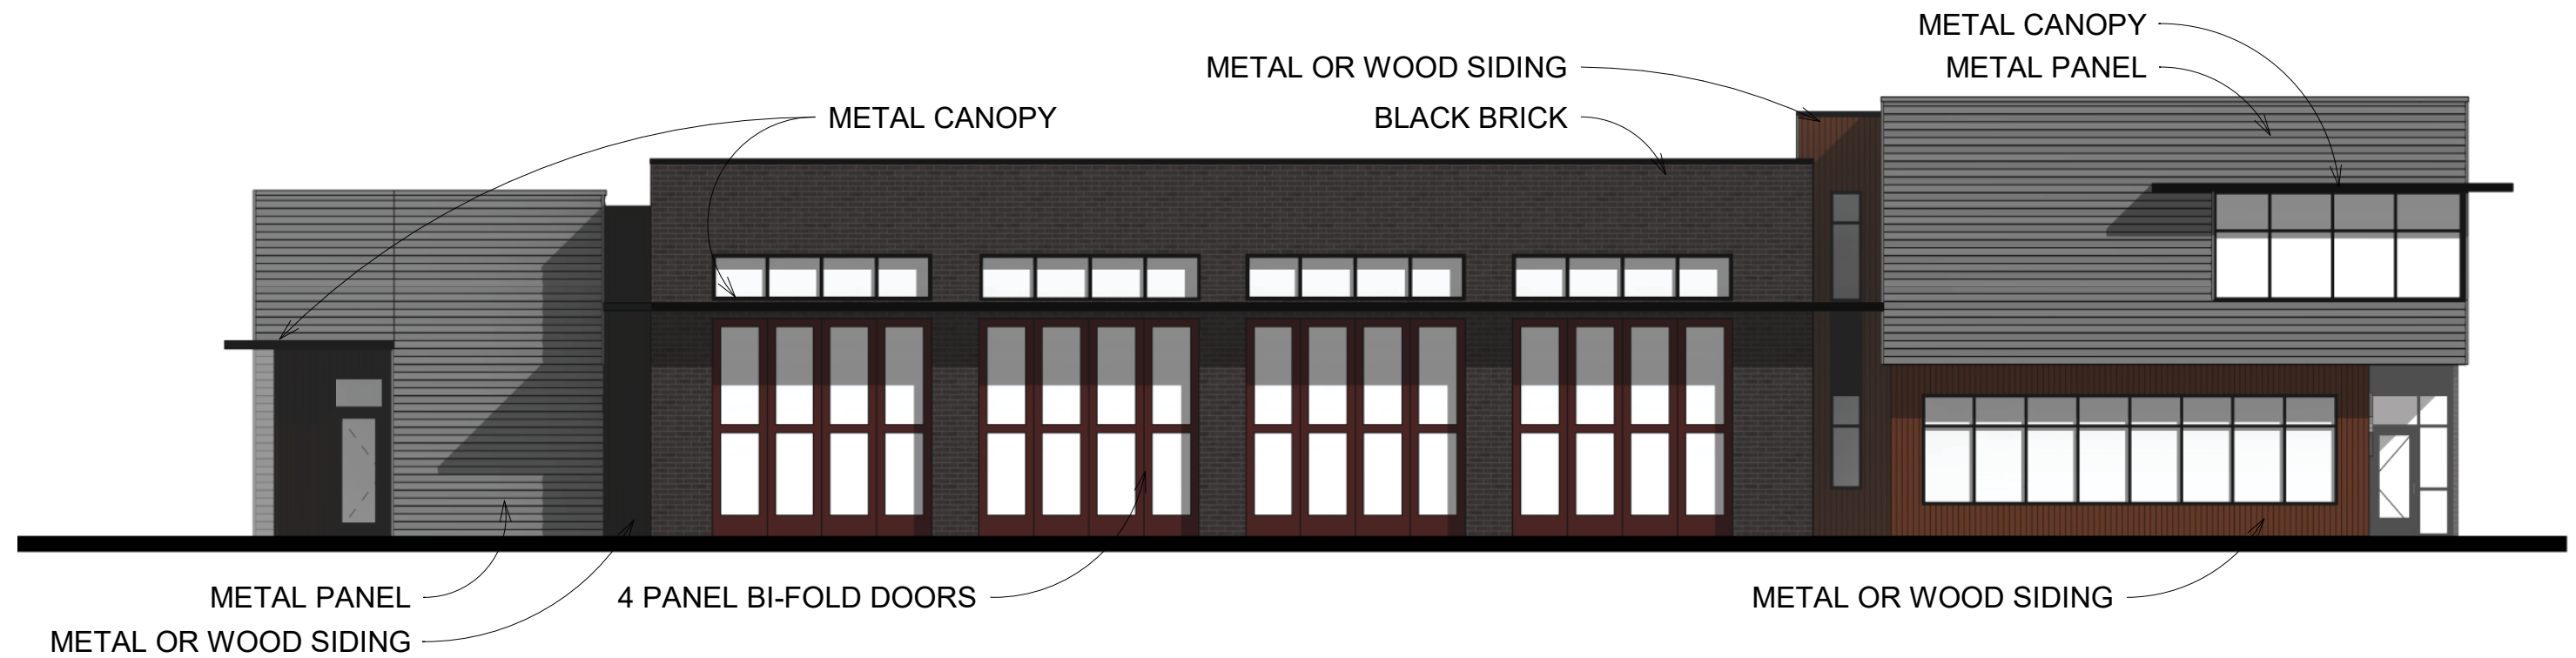 METAL CANOPY
METAL OR WOOD SIDING
METAL PANEL
METAL CANOPY
BLACK BRICK
METAL PANEL
4 PANEL BI-FOLD DOORS
METAL OR WOOD SIDING
METAL OR WOOD SIDING